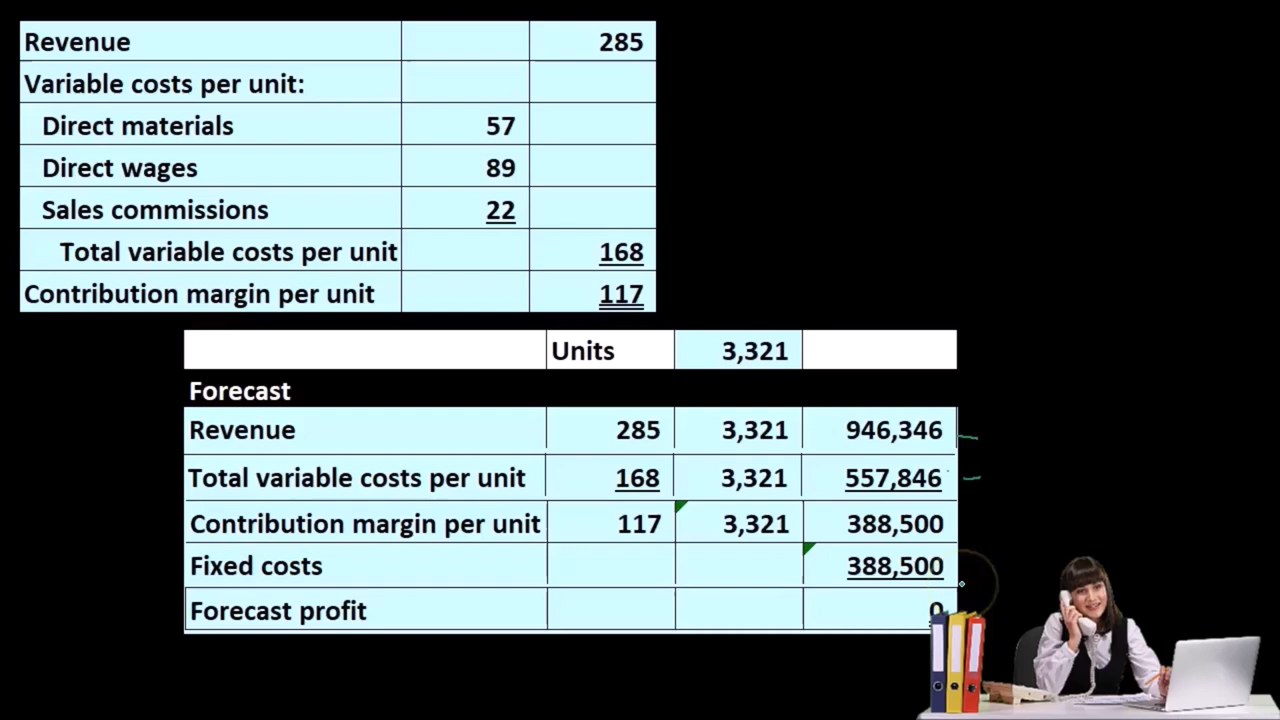 Revenue 285
Variable costs per unit:
Direct materials 57
Direct wages 89
Sales commissions 22
Total variable costs per unit 168
Contribution margin per unit 117
Units 3,321
Forecast
Revenue 285 3,321 946,346
Total variable costs per unit 168 3,321 557,846
Contribution margin per unit 117 3,321 388,500
Fixed costs 388,500
Forecast profit 0